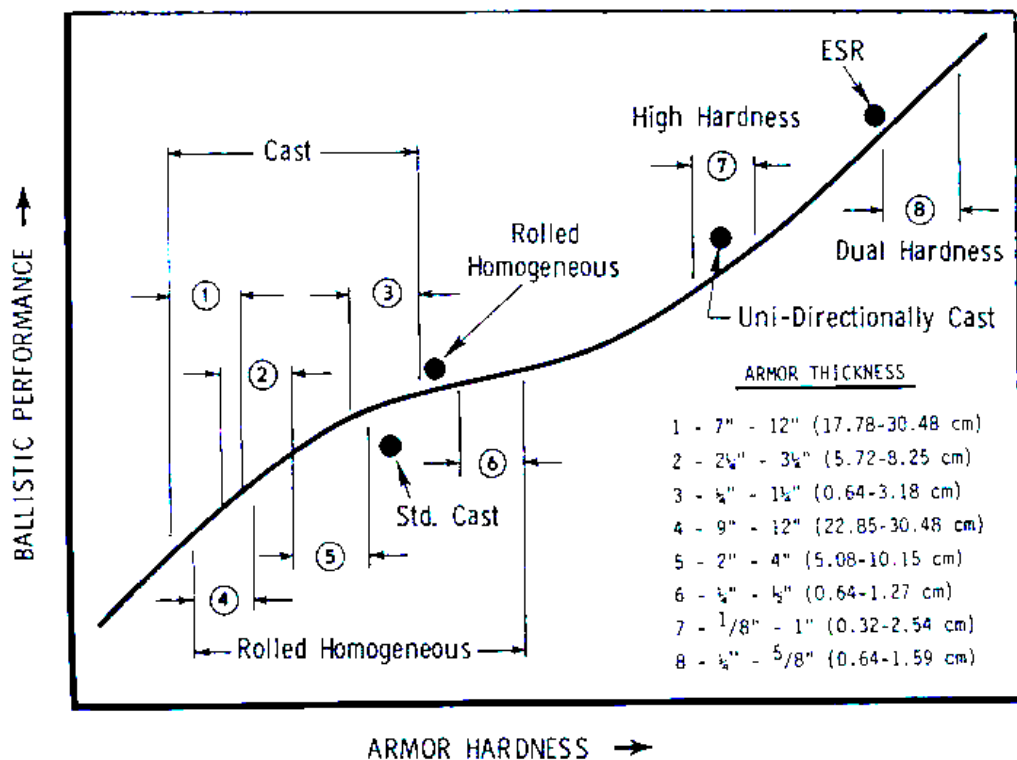 ESR
High Hardness
Cast
7
8
Rolled
Homogeneous
Dual Hardness
1
3
Uni-Directionally Cast
2
ARMOR THICKNESS
1 - 7" - 12" (17.78-30.48 cm)
2 - 2¼" - 3¼" (5.72-8.25 cm)
6
3 - ¼" - 1¼" (0.64-3.18 cm)
Std. Cast
4 - 9" - 12" (22.85-30.48 cm)
5
5 - 2" - 4" (5.08-10.15 cm)
4
6 - ¼" - ½" (0.64-1.27 cm)
7 - 1/8" - 1" (0.32-2.54 cm)
Rolled Homogeneous
8 - ¼" - 5/8" (0.64-1.59 cm)
BALLISTIC PERFORMANCE →
ARMOR HARDNESS →